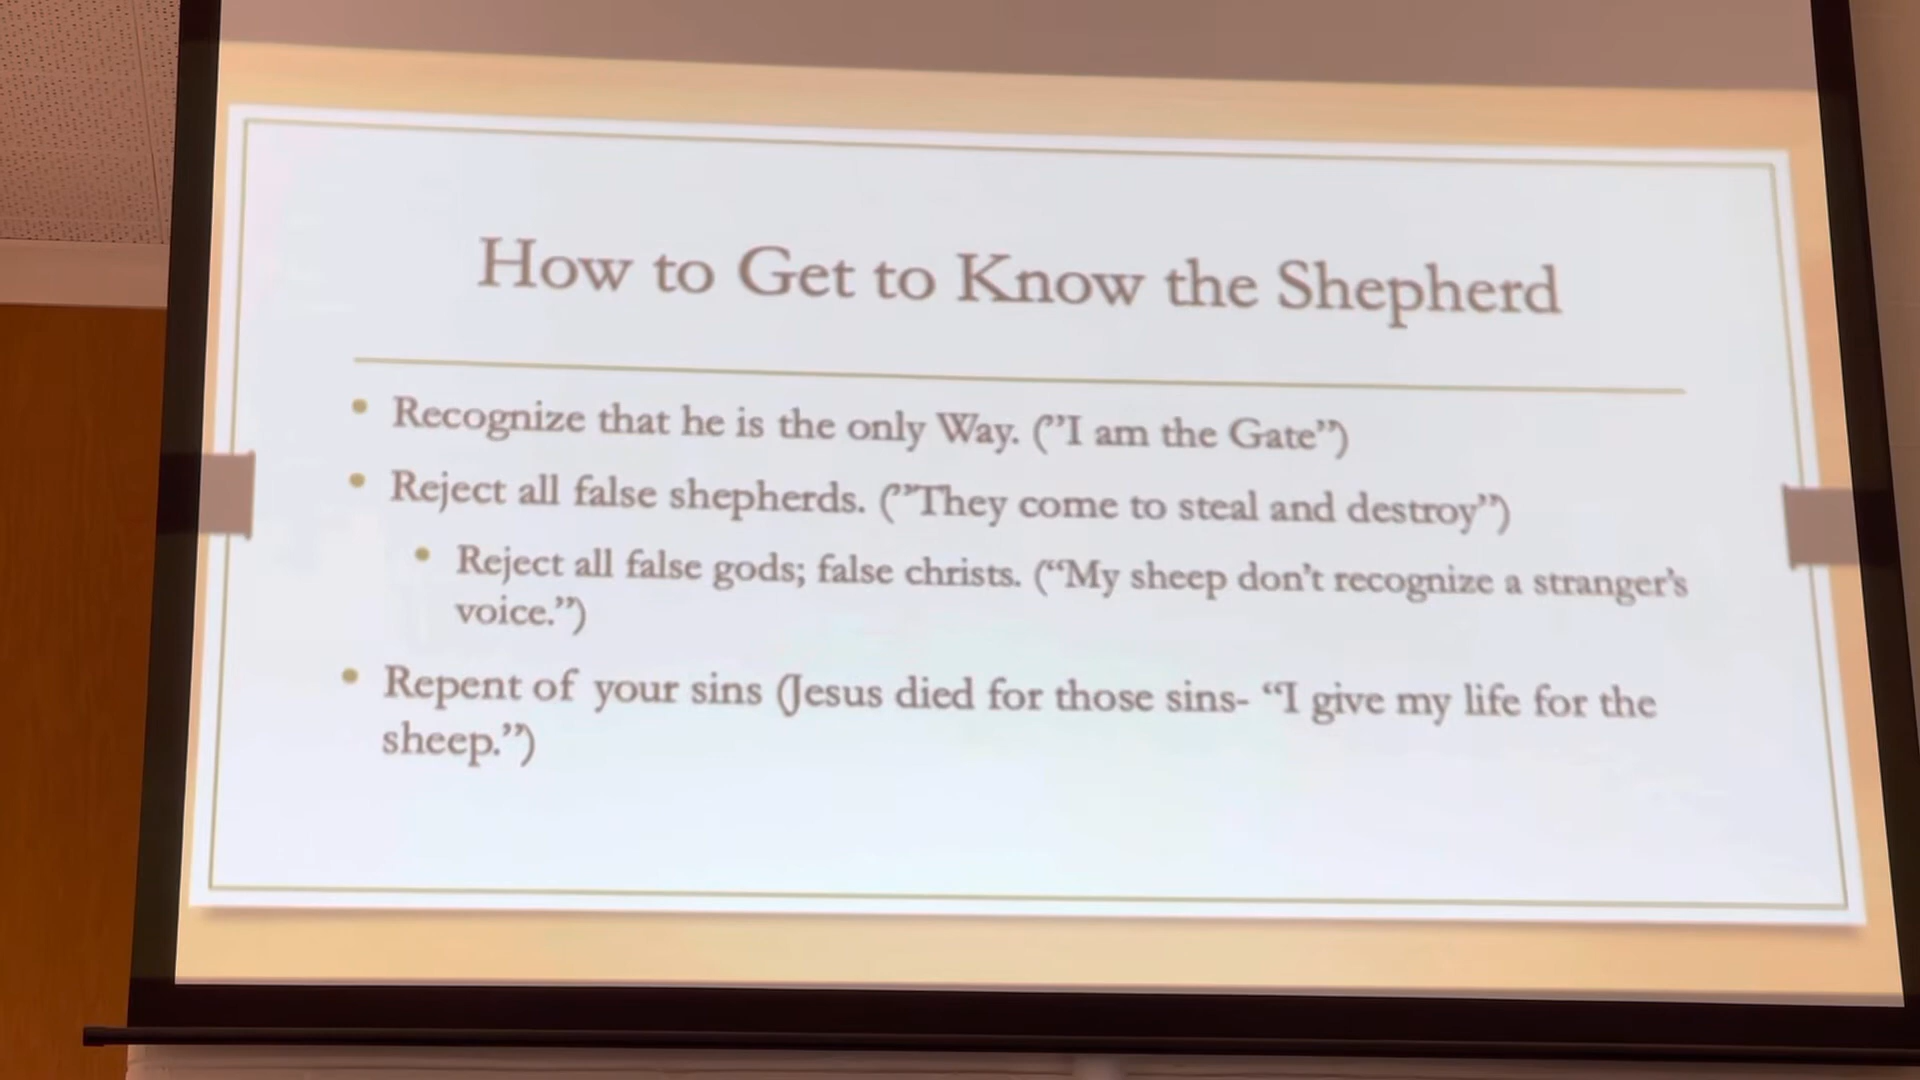 How to Get to Know the Shepherd
• Recognize that he is the only Way. (”I am the Gate”)
• Reject all false shepherds. (”They come to steal and destroy”)
• Reject all false gods; false christs. (“My sheep don’t recognize a stranger’s
voice.”)
• Repent of your sins (Jesus died for those sins- “I give my life for the
sheep.”)